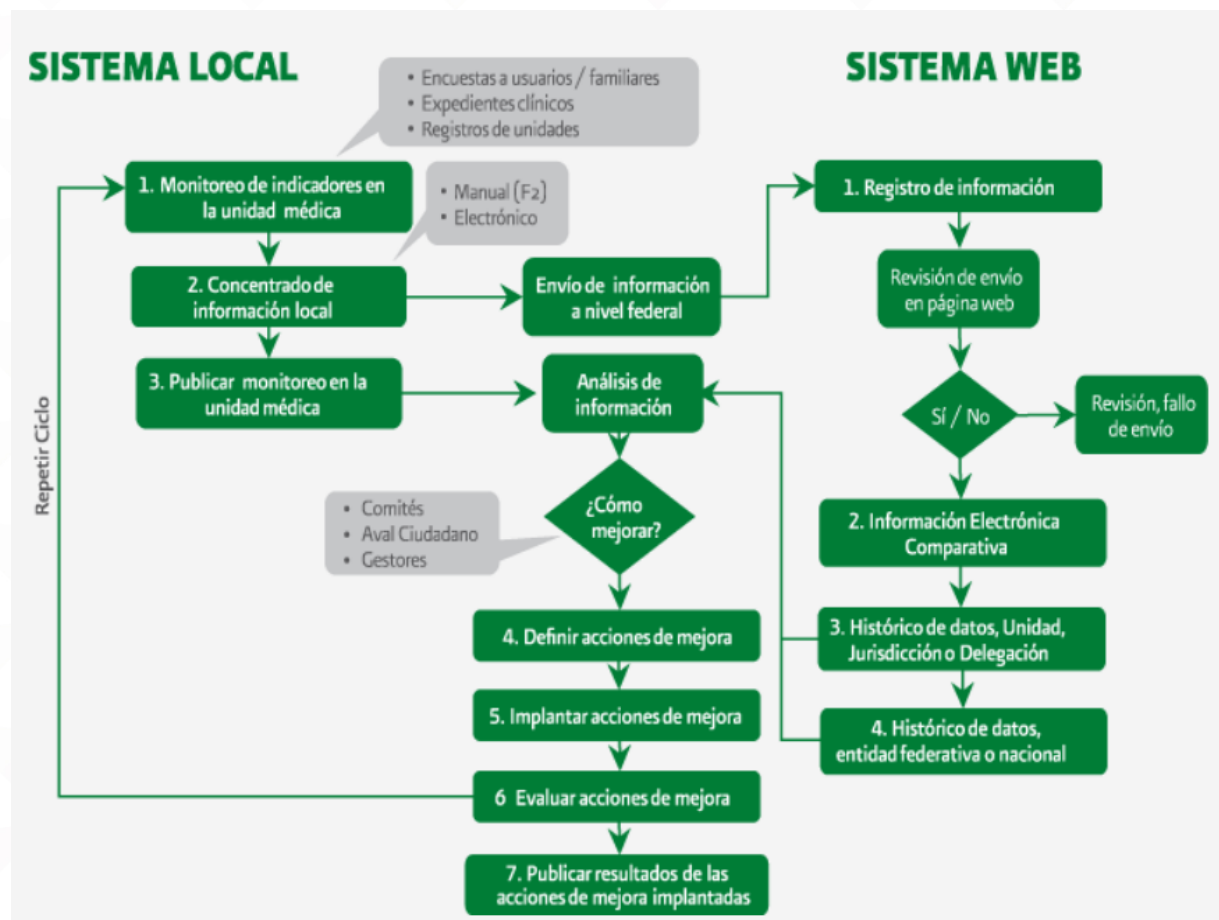 SISTEMA LOCAL
• Encuestas a usuarios / familiares
• Expedientes clínicos
• Registros de unidades
1. Monitoreo de indicadores en
la unidad médica
• Manual (F2)
• Electrónico
2. Concentrado de
información local
Envío de información
a nivel federal
3. Publicar monitoreo en la
unidad médica
Análisis de
información
Repetir Ciclo
¿Cómo
mejorar?
• Comités
• Aval Ciudadano
• Gestores
4. Definir acciones de mejora
5. Implantar acciones de mejora
6 Evaluar acciones de mejora
7. Publicar resultados de las
acciones de mejora implantadas
SISTEMA WEB
1. Registro de información
Revisión de envío
en página web
Sí / No
Revisión, fallo
de envío
2. Información Electrónica
Comparativa
3. Histórico de datos, Unidad,
Jurisdicción o Delegación
4. Histórico de datos,
entidad federativa o nacional